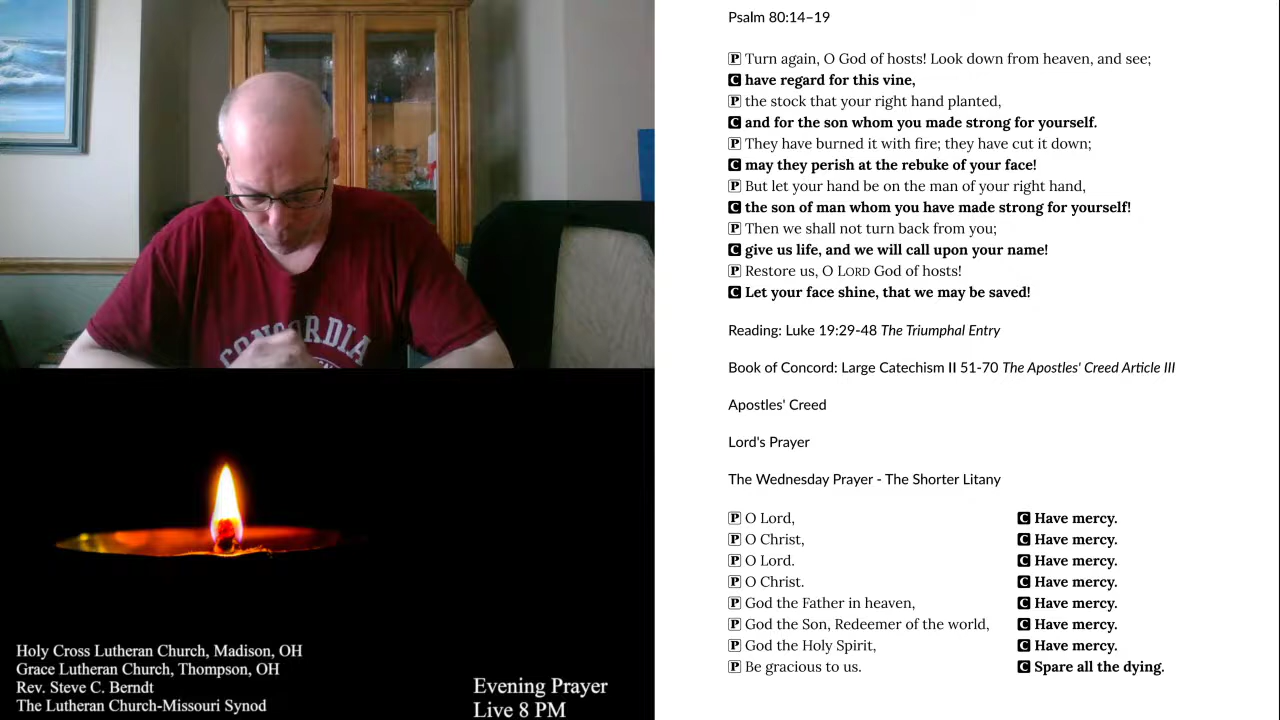 Psalm 80:14–19
P Turn again, O God of hosts! Look down from heaven, and see;
C have regard for this vine,
P the stock that your right hand planted,
C and for the son whom you made strong for yourself.
P They have burned it with fire; they have cut it down;
C may they perish at the rebuke of your face!
P But let your hand be on the man of your right hand,
C the son of man whom you have made strong for yourself!
P Then we shall not turn back from you;
C give us life, and we will call upon your name!
P Restore us, O LORD God of hosts!
C Let your face shine, that we may be saved!
Reading: Luke 19:29-48 The Triumphal Entry
Book of Concord: Large Catechism II 51-70 The Apostles' Creed Article III
Apostles' Creed
Lord's Prayer
The Wednesday Prayer - The Shorter Litany
P O Lord, C Have mercy.
P O Christ, C Have mercy.
P O Lord. C Have mercy.
P O Christ. C Have mercy.
P God the Father in heaven, C Have mercy.
P God the Son, Redeemer of the world, C Have mercy.
P God the Holy Spirit, C Have mercy.
P Be gracious to us. C Spare all the dying.
CONCORDIA
Holy Cross Lutheran Church, Madison, OH
Grace Lutheran Church, Thompson, OH
Rev. Steve C. Berndt
The Lutheran Church-Missouri Synod
Evening Prayer
Live 8 PM